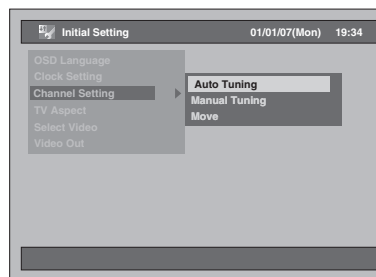 Initial Setting 01/01/07(Mon) 19:34
OSD Language
Clock Setting
Channel Setting
TV Aspect
Select Video
Video Out
Auto Tuning
Manual Tuning
Move